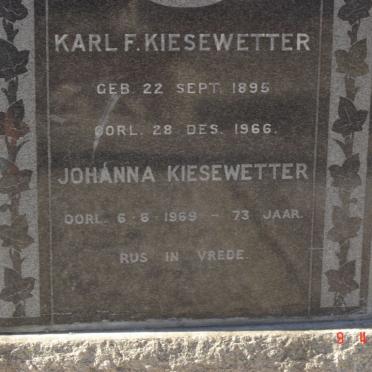 KARL F. KIESEWETTER
GEB. 22 SEPT. 1895
OORL. 28 DES. 1966.
JOHANNA KIESEWETTER
OORL. 6·6·1969 – 73 JAAR.
RUS IN VREDE.